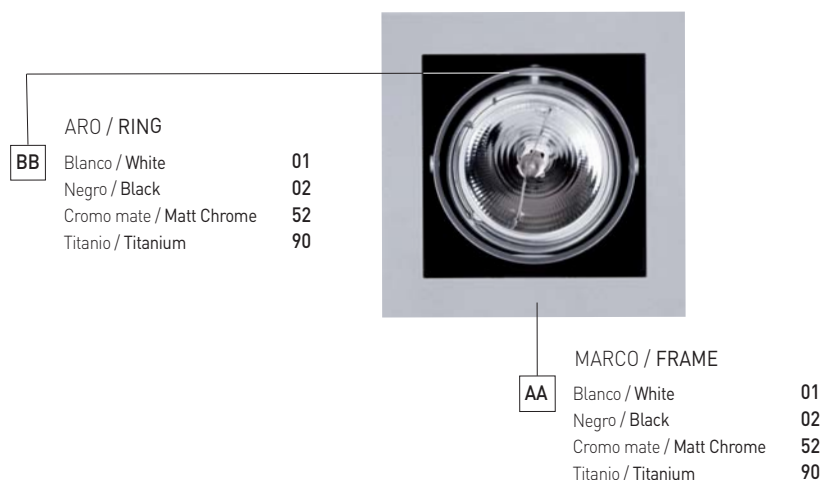 ARO / RING
BB
Blanco / White 01
Negro / Black 02
Cromo mate / Matt Chrome 52
Titanio / Titanium 90
MARCO / FRAME
AA
Blanco / White 01
Negro / Black 02
Cromo mate / Matt Chrome 52
Titanio / Titanium 90